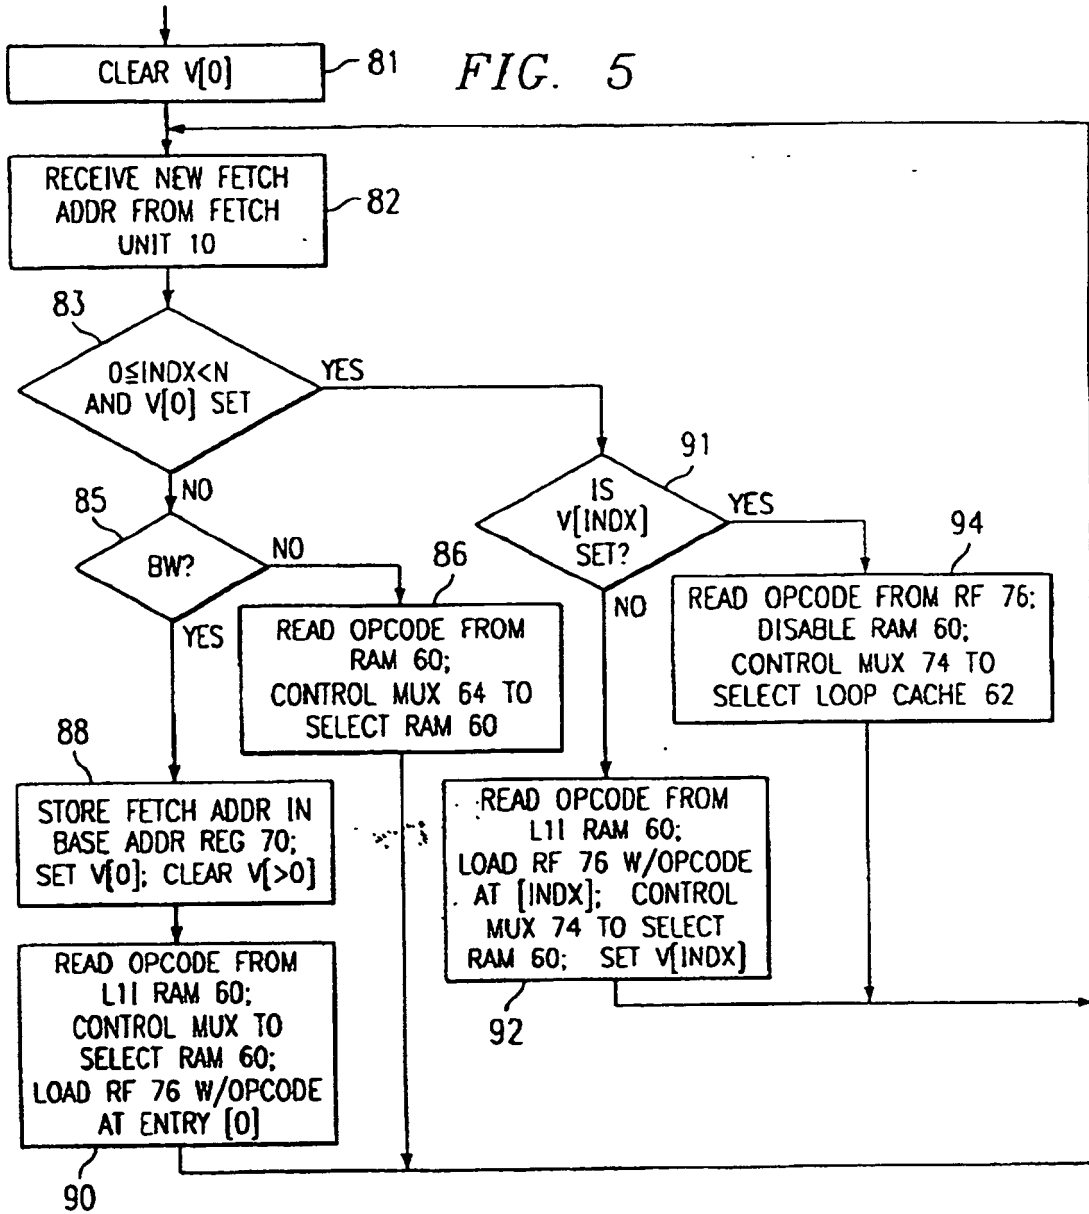 CLEAR V[0]
81
FIG. 5
RECEIVE NEW FETCH
ADDR FROM FETCH
UNIT 10
82
83
0≦INDX<N
AND V[0] SET
YES
NO
85
BW?
NO
YES
86
READ OPCODE FROM
RAM 60;
CONTROL MUX 64 TO
SELECT RAM 60
91
IS
V[INDX]
SET?
YES
NO
94
READ OPCODE FROM RF 76;
DISABLE RAM 60;
CONTROL MUX 74 TO
SELECT LOOP CACHE 62
88
STORE FETCH ADDR IN
BASE ADDR REG 70;
SET V[0]; CLEAR V[>0]
READ OPCODE FROM
L1I RAM 60;
LOAD RF 76 W/OPCODE
AT [INDX]; CONTROL
MUX 74 TO SELECT
RAM 60; SET V[INDX]
92
READ OPCODE FROM
L1I RAM 60;
CONTROL MUX TO
SELECT RAM 60;
LOAD RF 76 W/OPCODE
AT ENTRY [0]
90